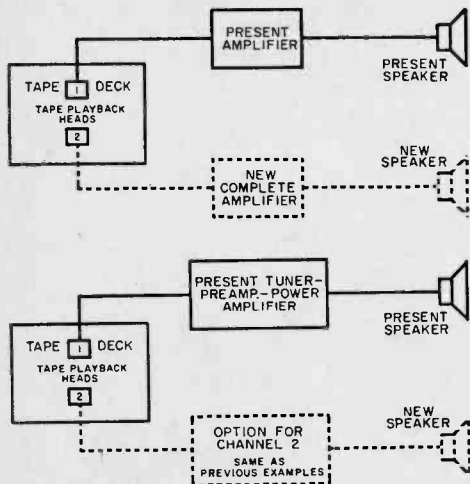 PRESENT
AMPLIFIER
PRESENT
SPEAKER
TAPE 1 DECK
TAPE PLAYBACK
HEADS
2
NEW
COMPLETE
AMPLIFIER
NEW
SPEAKER
PRESENT TUNER-
PREAMP.-POWER
AMPLIFIER
PRESENT
SPEAKER
TAPE 1 DECK
TAPE PLAYBACK
HEADS
2
OPTION FOR
CHANNEL 2
SAME AS
PREVIOUS EXAMPLES
NEW
SPEAKER